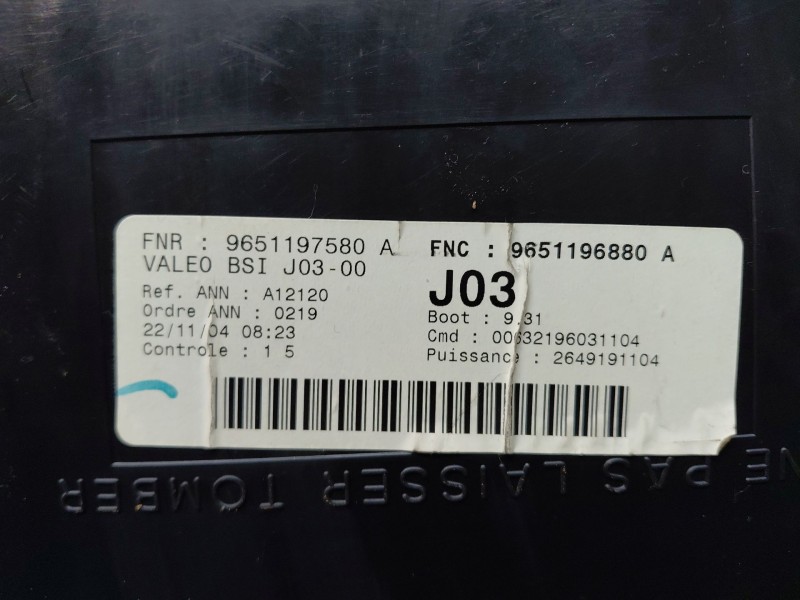 FNR : 9651197580 A
VALEO BSI J03-00
Ref. ANN : A12120
Ordre ANN : 0219
22/11/04 08:23
Controle : 1 5
FNC : 9651196880 A
J03
Boot : 9.31
Cmd : 00632196031104
Puissance : 2649191104
NE PAS LAISSER TOMBER